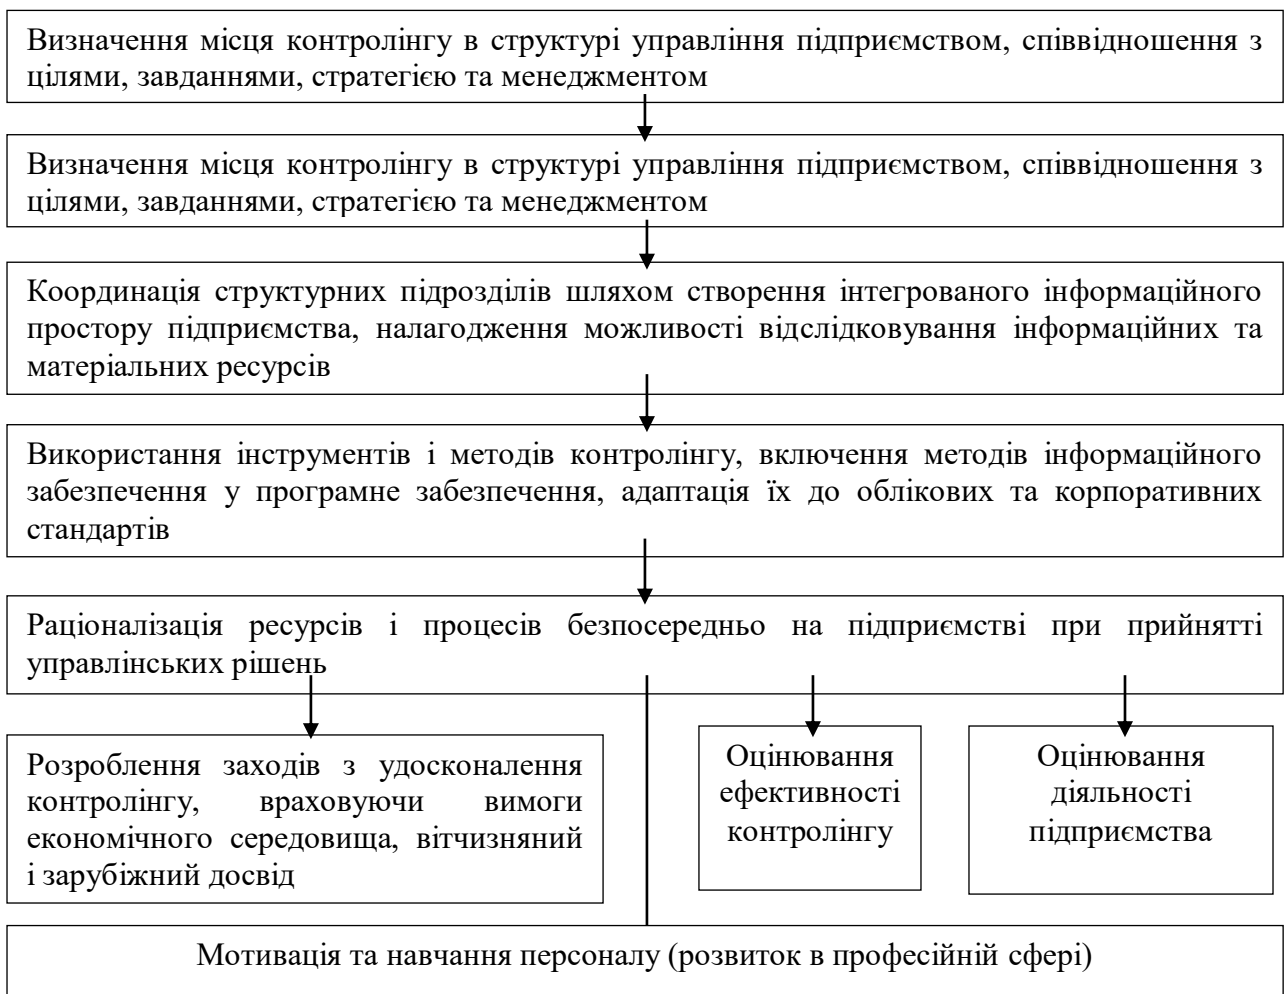 Визначення місця контролінгу в структурі управління підприємством, співвідношення з
цілями, завданнями, стратегією та менеджментом
Визначення місця контролінгу в структурі управління підприємством, співвідношення з
цілями, завданнями, стратегією та менеджментом
Координація структурних підрозділів шляхом створення інтегрованого інформаційного
простору підприємства, налагодження можливості відслідковування інформаційних та
матеріальних ресурсів
Використання інструментів і методів контролінгу, включення методів інформаційного
забезпечення у програмне забезпечення, адаптація їх до облікових та корпоративних
стандартів
Раціоналізація ресурсів і процесів безпосередньо на підприємстві при прийнятті
управлінських рішень
Розроблення заходів з удосконалення
контролінгу, враховуючи вимоги
економічного середовища, вітчизняний
і зарубіжний досвід
Оцінювання
ефективності
контролінгу
Оцінювання
діяльності
підприємства
Мотивація та навчання персоналу (розвиток в професійній сфері)